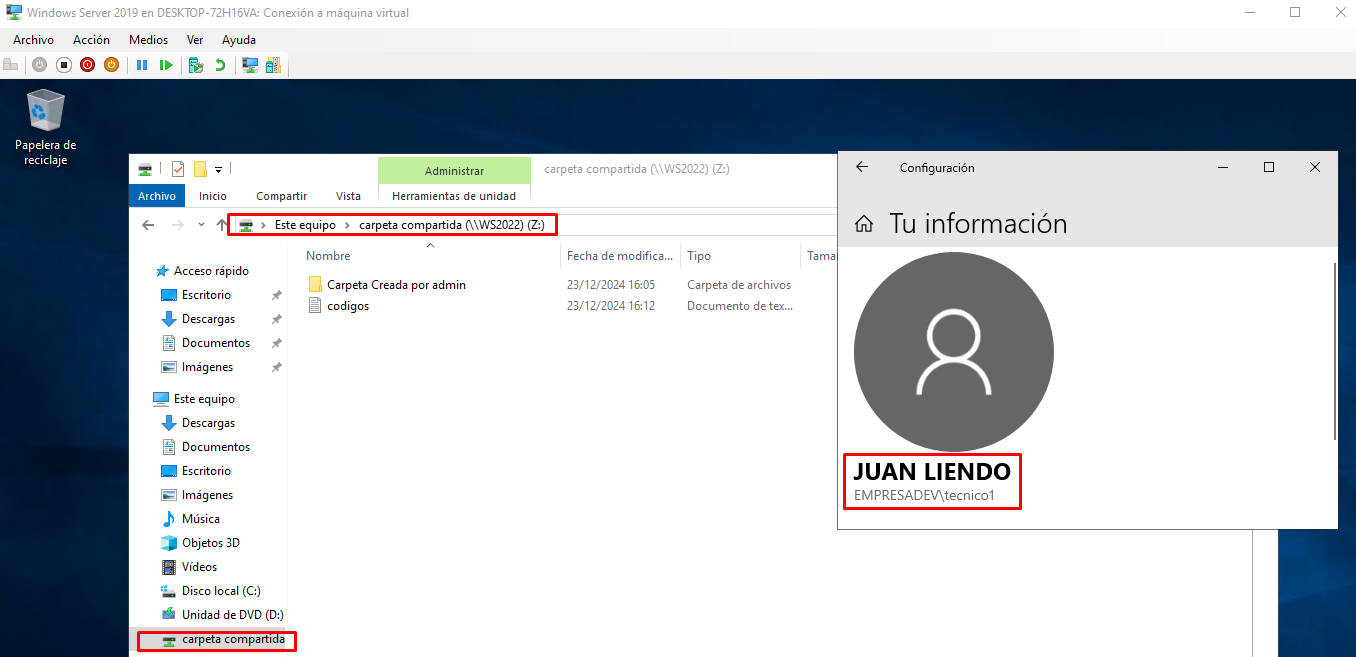 Windows Server 2019 en DESKTOP-72H16VA: Conexión a máquina virtual
Archivo Acción Medios Ver Ayuda
Papelera de
reciclaje
Administrar carpeta compartida (\\WS2022) (Z:)
Archivo Inicio Compartir Vista Herramientas de unidad
Este equipo carpeta compartida (\\WS2022) (Z:)
Nombre Fecha de modifica... Tipo Tama
Carpeta Creada por admin 23/12/2024 16:05 Carpeta de archivos
codigos 23/12/2024 16:12 Documento de tex...
Acceso rápido
Escritorio
Descargas
Documentos
Imágenes
Este equipo
Descargas
Documentos
Escritorio
Imágenes
Música
Objetos 3D
Vídeos
Disco local (C:)
Unidad de DVD (D:)
carpeta compartida
Configuración
Tu información
JUAN LIENDO
EMPRESADEV\tecnico1